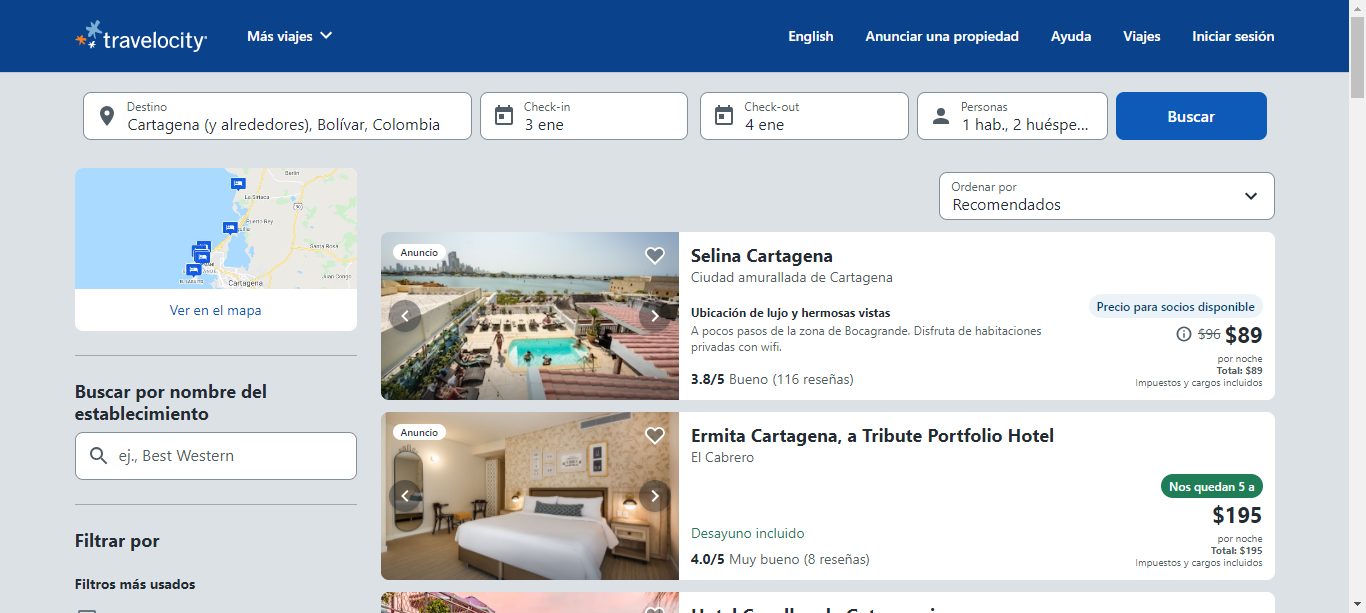 travelocity
Más viajes
English
Anunciar una propiedad
Ayuda
Viajes
Iniciar sesión
Destino
Cartagena (y alrededores), Bolívar, Colombia
Check-in
3 ene
Check-out
4 ene
Personas
1 hab., 2 huéspe...
Buscar
Berlin
La Sirieca
Puerto Rey
Santa Rosa
Juan Congo
Cartagena
Ver en el mapa
Buscar por nombre del
establecimiento
ej., Best Western
Filtrar por
Filtros más usados
Ordenar por
Recomendados
Anuncio
Selina Cartagena
Ciudad amurallada de Cartagena
Ubicación de lujo y hermosas vistas
A pocos pasos de la zona de Bocagrande. Disfruta de habitaciones
privadas con wifi.
3.8/5 Bueno (116 reseñas)
Precio para socios disponible
$96 $89
por noche
Total: $89
Impuestos y cargos incluidos
Anuncio
Ermita Cartagena, a Tribute Portfolio Hotel
El Cabrero
Desayuno incluido
4.0/5 Muy bueno (8 reseñas)
Nos quedan 5 a
$195
por noche
Total: $195
Impuestos y cargos incluidos